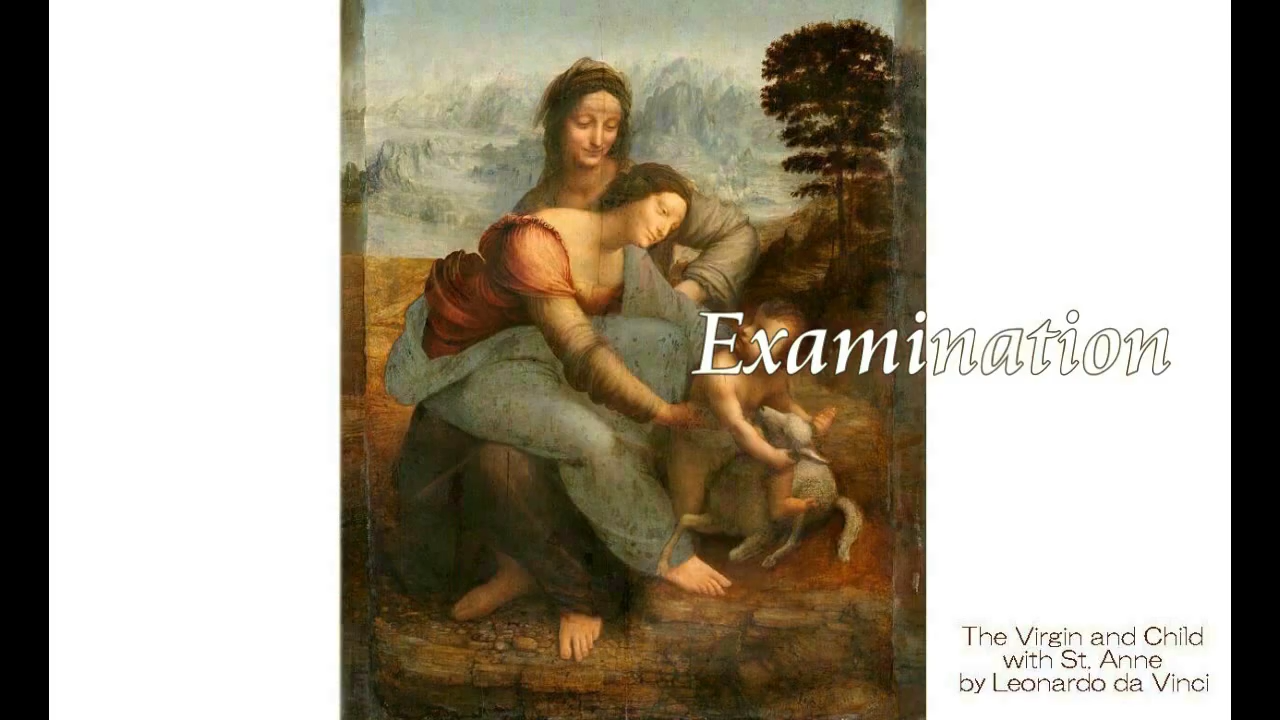 Examination
The Virgin and Child
with St. Anne
by Leonardo da Vinci